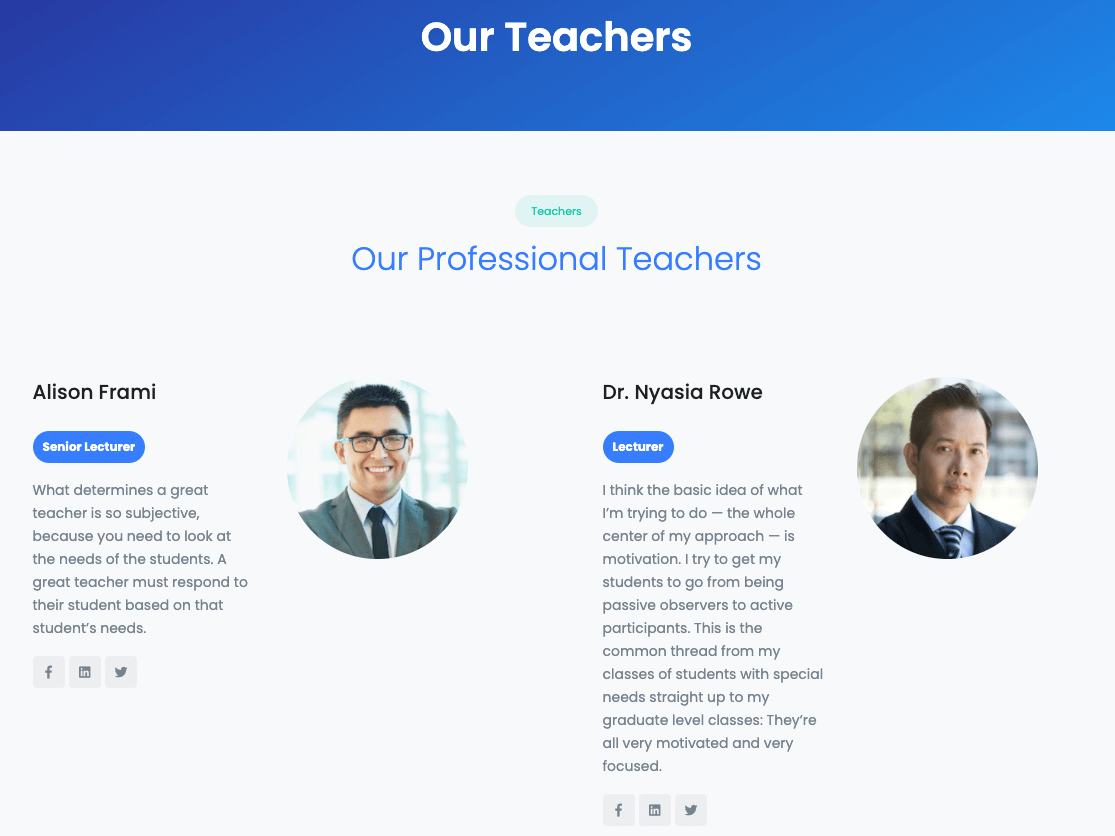 Our Teachers
Teachers
Our Professional Teachers
Alison Frami
Senior Lecturer
What determines a great
teacher is so subjective,
because you need to look at
the needs of the students. A
great teacher must respond to
their student based on that
student’s needs.
Dr. Nyasia Rowe
Lecturer
I think the basic idea of what
I’m trying to do — the whole
center of my approach — is
motivation. I try to get my
students to go from being
passive observers to active
participants. This is the
common thread from my
classes of students with special
needs straight up to my
graduate level classes: They’re
all very motivated and very
focused.